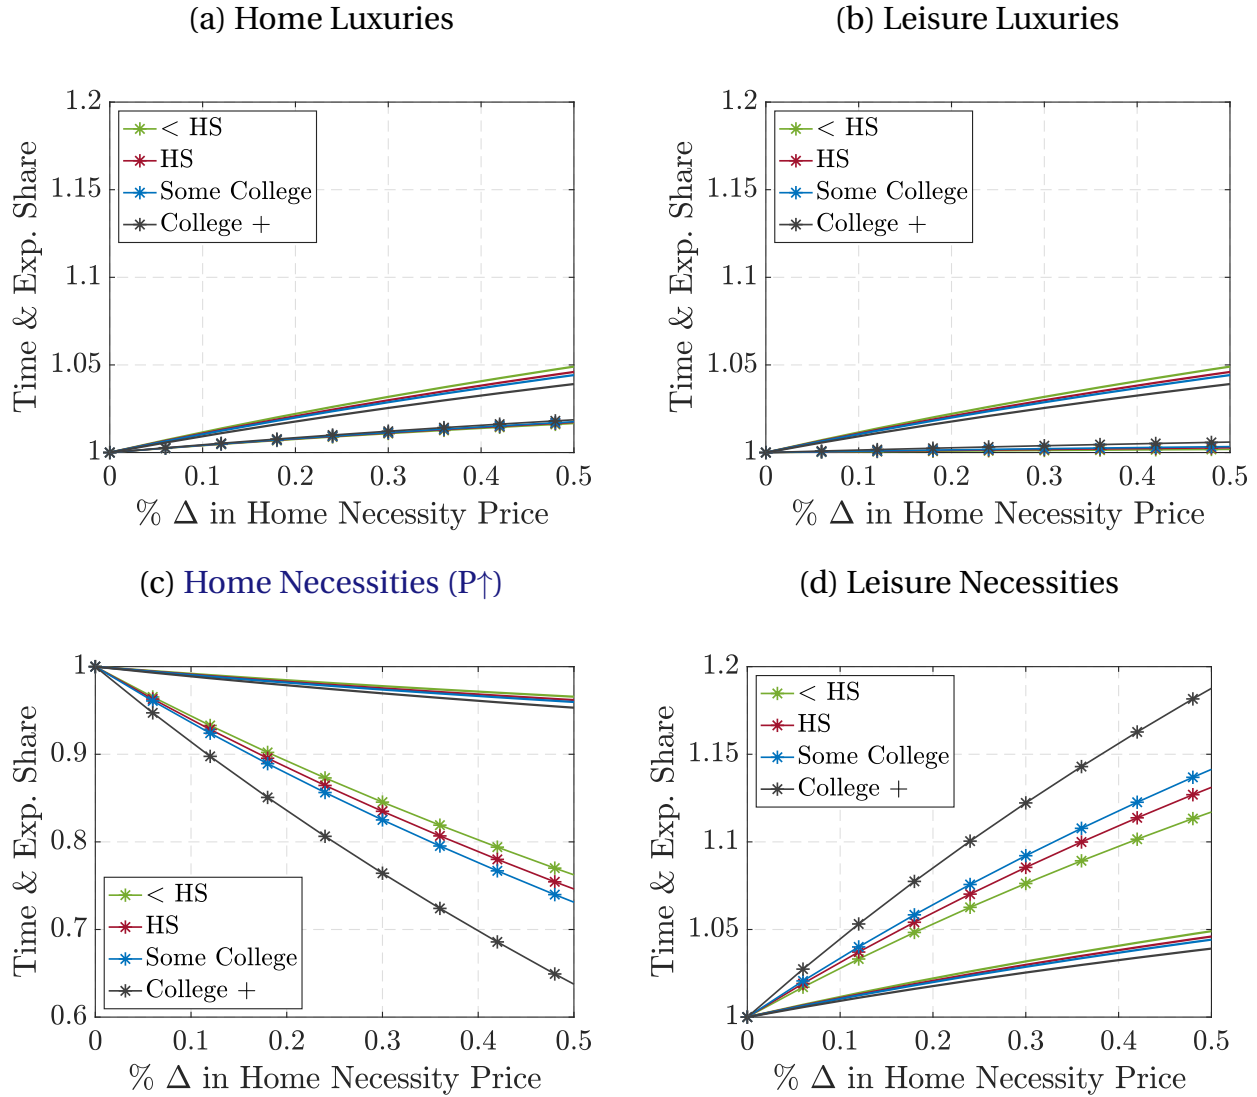 (a) Home Luxuries
Time & Exp. Share
1.2
1.15
1.1
1.05
1
< HS
HS
Some College
College +
0 0.1 0.2 0.3 0.4 0.5
% Δ in Home Necessity Price
(b) Leisure Luxuries
Time & Exp. Share
1.2
1.15
1.1
1.05
1
< HS
HS
Some College
College +
0 0.1 0.2 0.3 0.4 0.5
% Δ in Home Necessity Price
(c) Home Necessities (P↑)
Time & Exp. Share
1
0.9
0.8
0.7
0.6
< HS
HS
Some College
College +
0 0.1 0.2 0.3 0.4 0.5
% Δ in Home Necessity Price
(d) Leisure Necessities
Time & Exp. Share
1.2
1.15
1.1
1.05
1
< HS
HS
Some College
College +
0 0.1 0.2 0.3 0.4 0.5
% Δ in Home Necessity Price